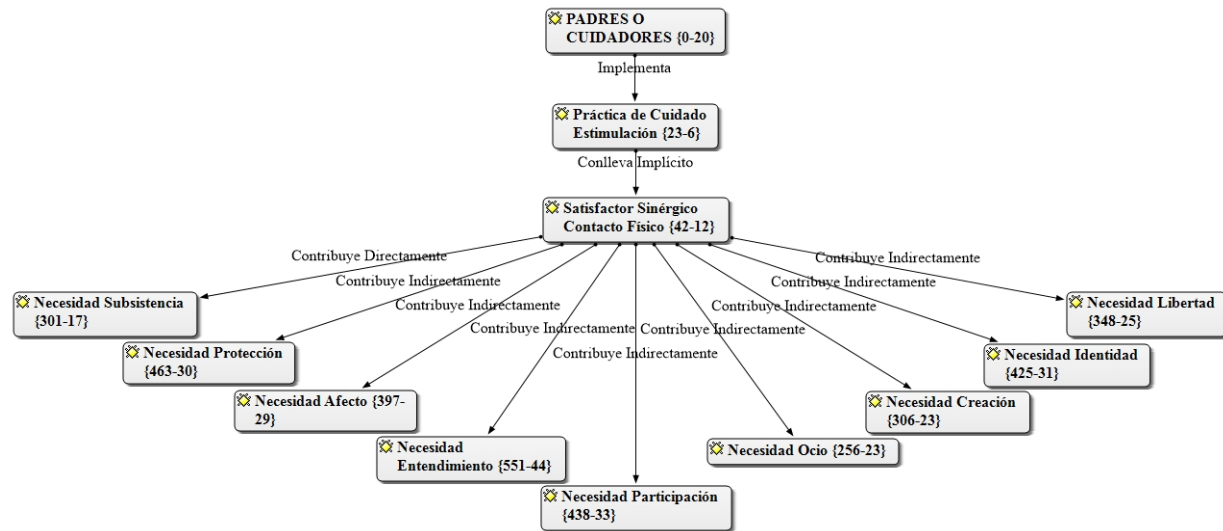 PADRES O
CUIDADORES {0-20}
Implementa
Práctica de Cuidado
Estimulación {23-6}
Conlleva Implícito
Satisfactor Sinérgico
Contacto Físico {42-12}
Contribuye Directamente
Contribuye Indirectamente
Contribuye Indirectamente
Contribuye Indirectamente
Contribuye Indirectamente
Contribuye Indirectamente
Contribuye Indirectamente
Contribuye Indirectamente
Contribuye Indirectamente
Necesidad Subsistencia
{301-17}
Necesidad Protección
{463-30}
Necesidad Afecto {397-
29}
Necesidad
Entendimiento {551-44}
Necesidad Participación
{438-33}
Necesidad Ocio {256-23}
Necesidad Creación
{306-23}
Necesidad Identidad
{425-31}
Necesidad Libertad
{348-25}